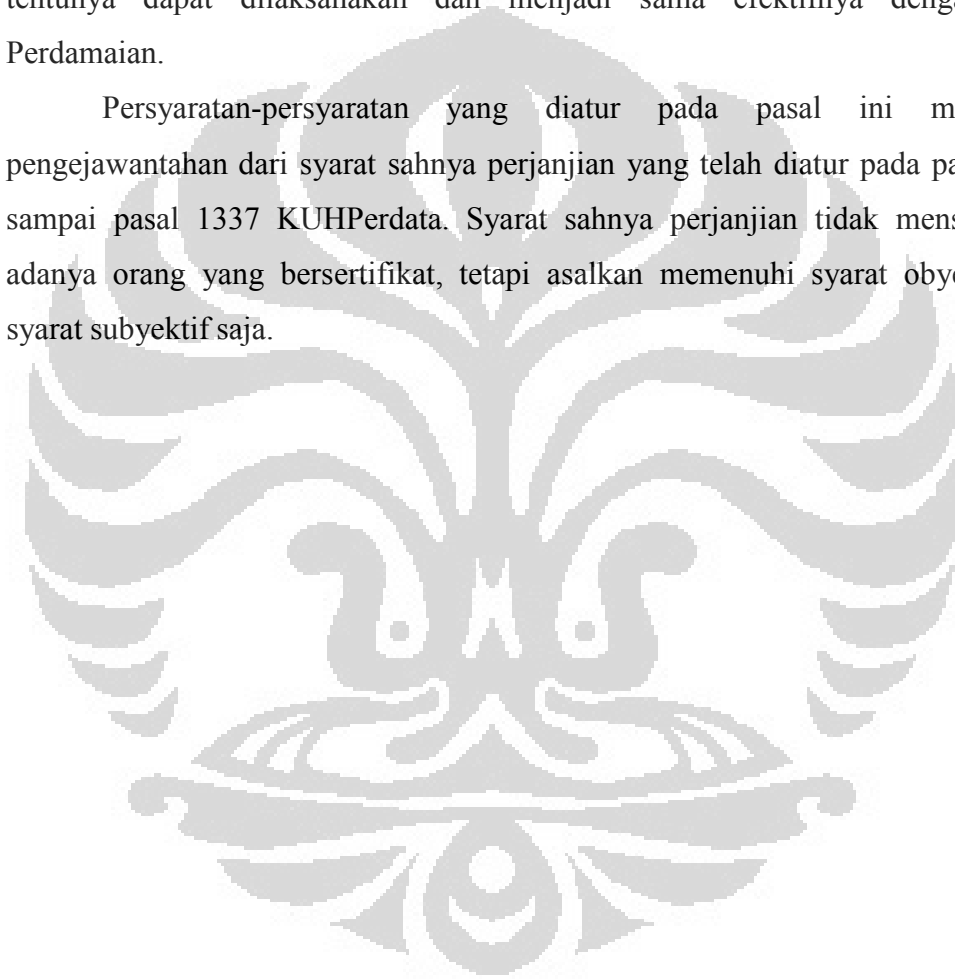 tentunya dapat dilaksanakan dan menjadi sama efektifnya
Perdamaian.
Persyaratan-persyaratan yang diatur pada pasal ini
pengejawantahan dari syarat sahnya perjanjian yang telah diatur pada
sampai pasal 1337 KUHPerdata. Syarat sahnya perjanjian tidak
adanya orang yang bersertifikat, tetapi asalkan memenuhi syarat
syarat subyektif saja.